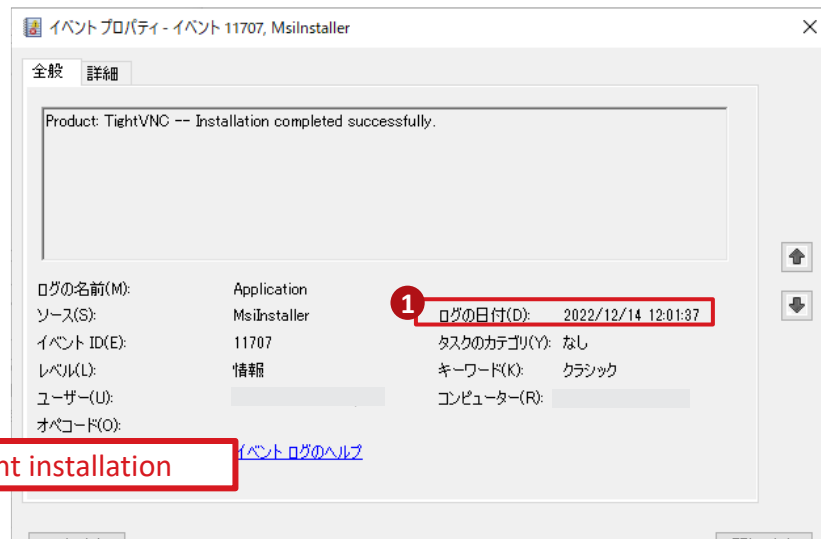 イベント プロパティ - イベント 11707, MsiInstaller
全般 詳細
Product: TightVNC -- Installation completed successfully.
ログの名前(M): Application
1
ソース(S): MsiInstaller ログの日付(D): 2022/12/14 12:01:37
イベント ID(E): 11707 タスクのカテゴリ(Y): なし
レベル(L): 情報 キーワード(K): クラシック
ユーザー(U): コンピューター(R):
オペコード(O):
イベント ログのヘルプ
nt installation